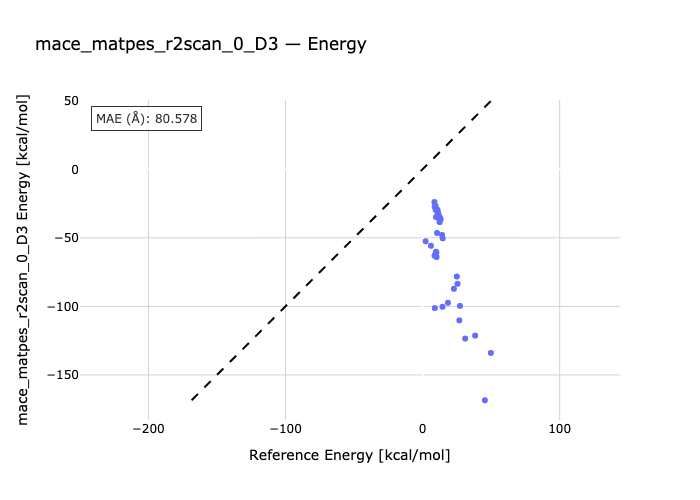 mace_matpes_r2scan_0_D3 — Energy
mace_matpes_r2scan_0_D3 Energy [kcal/mol]
50
0
−50
−100
−150
MAE (Å): 80.578
−200
−100
0
100
Reference Energy [kcal/mol]